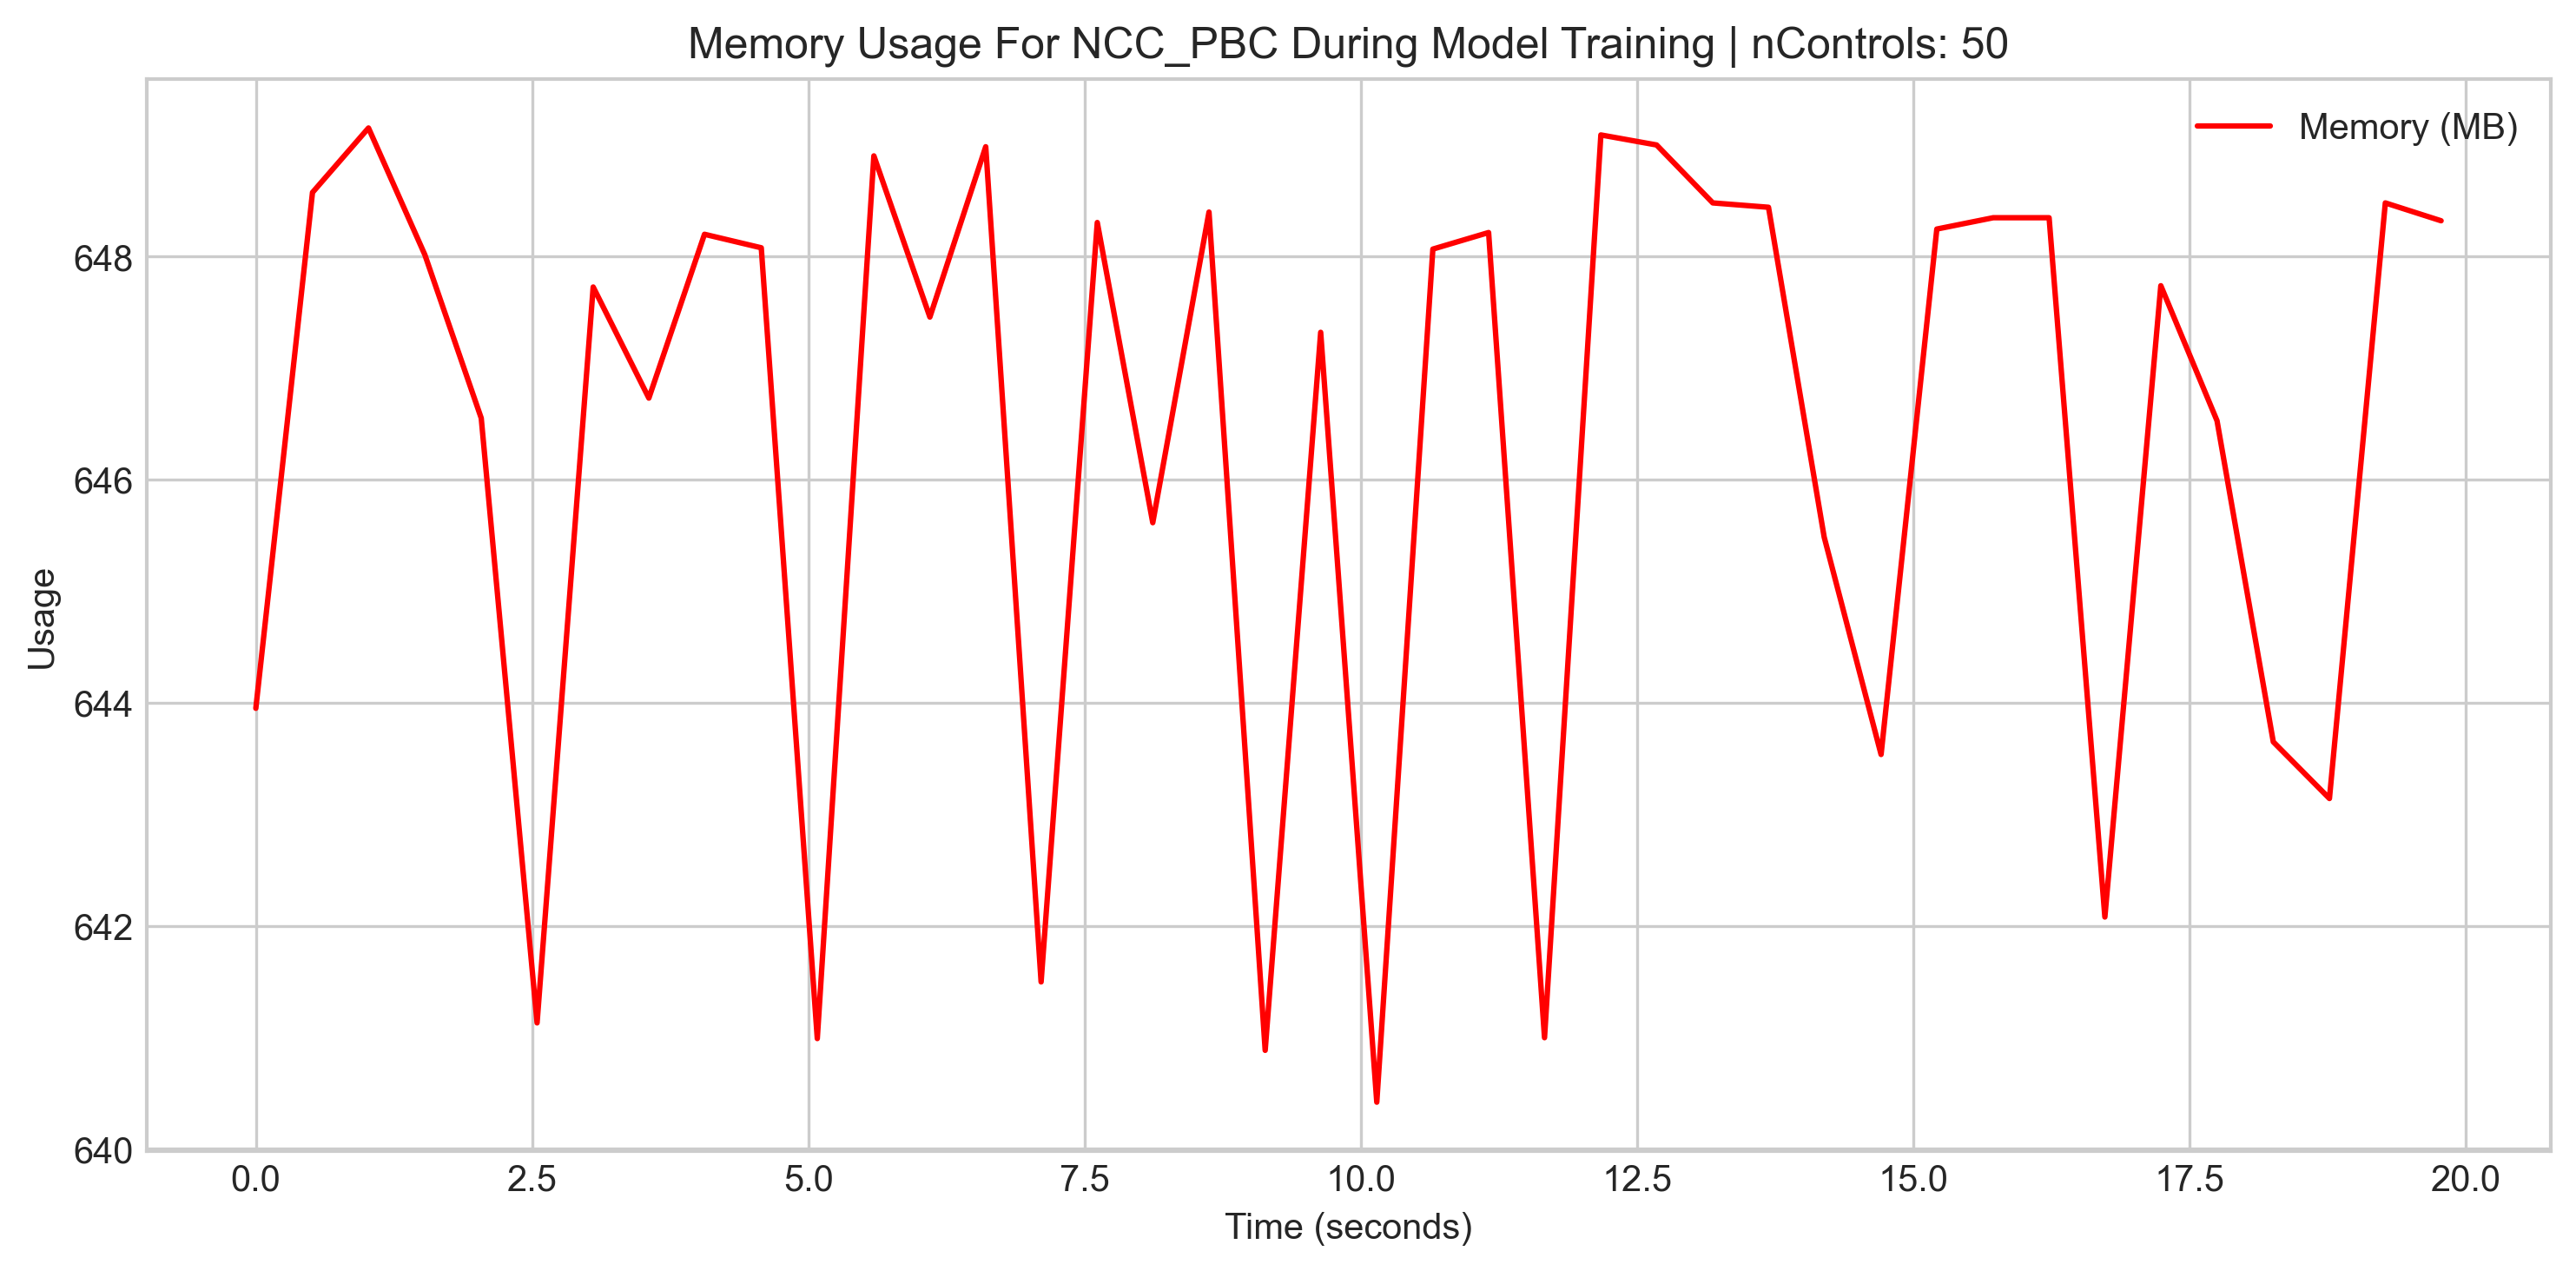 Memory Usage For NCC_PBC During Model Training | nControls: 50
Memory (MB)
648
646
644
642
640
Usage
0.0 2.5 5.0 7.5 10.0 12.5 15.0 17.5 20.0
Time (seconds)